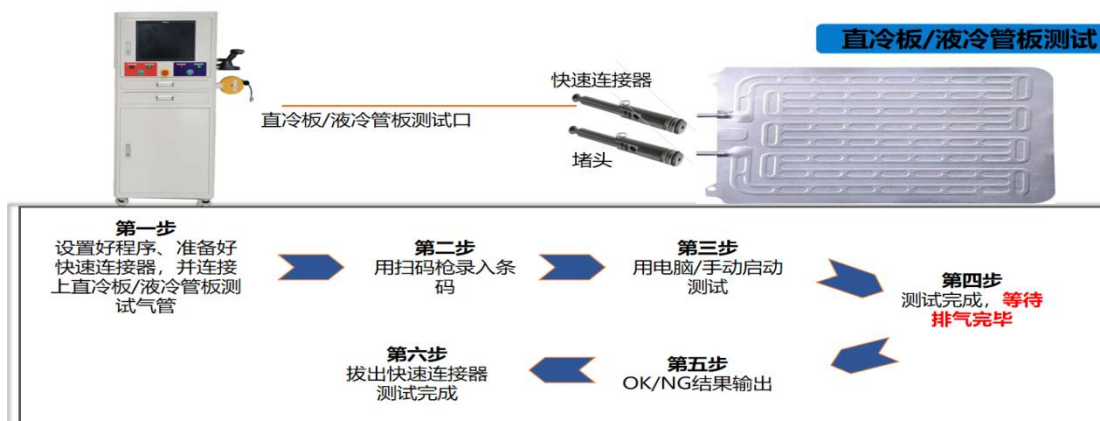 直冷板/液冷管板测试
快速连接器
直冷板/液冷管板测试口
堵头
第一步
设置好程序、准备好
快速连接器，并连接
上直冷板/液冷管板测
试气管
第二步
用扫码枪录入条
码
第三步
用电脑/手动启动
测试
第四步
测试完成，等待
排气完毕
第五步
OK/NG结果输出
第六步
拔出快速连接器
测试完成